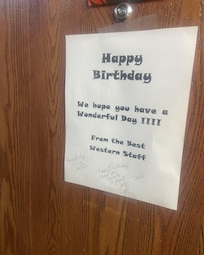 Happy
Birthday
We hope you have a
Wonderful Day !!!!
From the Best
Western Staff